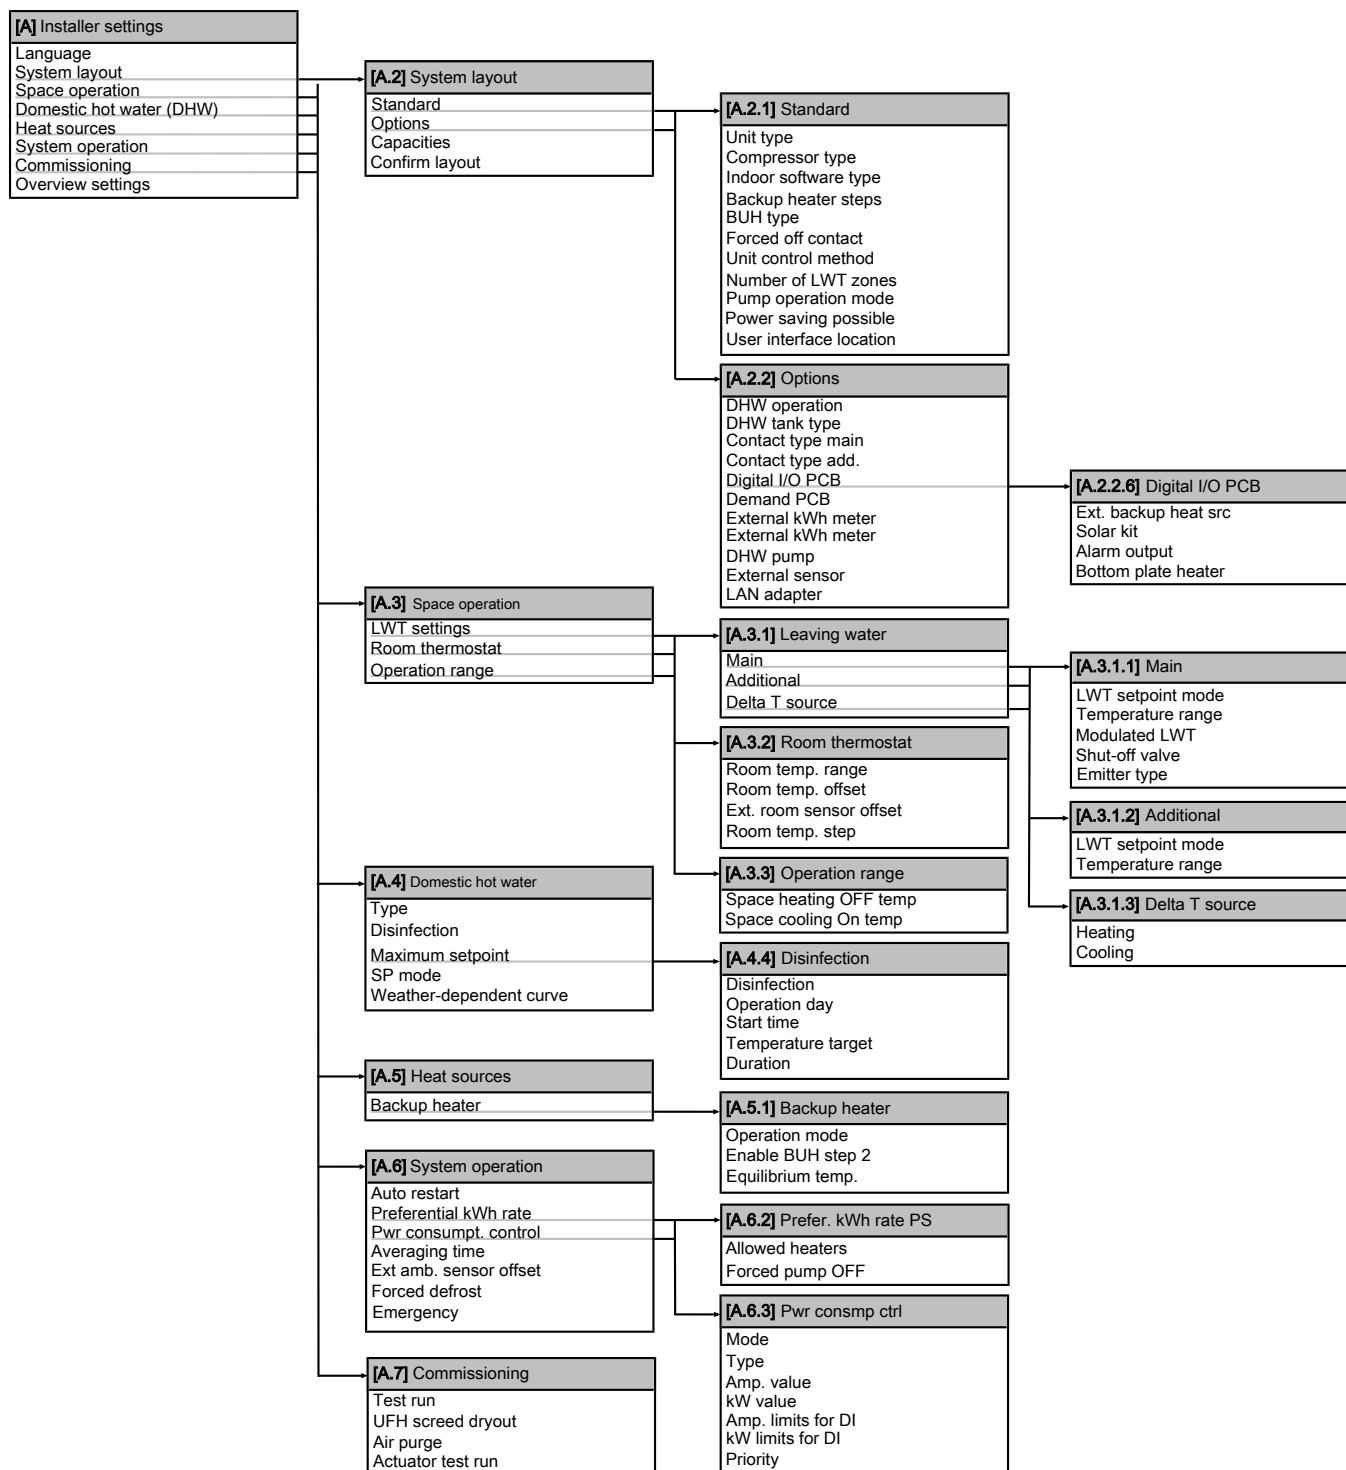 [A] Installer settings
Language
System layout
Space operation
Domestic hot water (DHW)
Heat sources
System operation
Commissioning
Overview settings
[A.2] System layout
Standard
Options
Capacities
Confirm layout
[A.2.1] Standard
Unit type
Compressor type
Indoor software type
Backup heater steps
BUH type
Forced off contact
Unit control method
Number of LWT zones
Pump operation mode
Power saving possible
User interface location
[A.2.2] Options
DHW operation
DHW tank type
Contact type main
Contact type add.
Digital I/O PCB
Demand PCB
External kWh meter
External kWh meter
DHW pump
External sensor
LAN adapter
[A.2.2.6] Digital I/O PCB
Ext. backup heat src
Solar kit
Alarm output
Bottom plate heater
[A.3] Space operation
LWT settings
Room thermostat
Operation range
[A.3.1] Leaving water
Main
Additional
Delta T source
[A.3.1.1] Main
LWT setpoint mode
Temperature range
Modulated LWT
Shut-off valve
Emitter type
[A.3.1.2] Additional
LWT setpoint mode
Temperature range
[A.3.1.3] Delta T source
Heating
Cooling
[A.3.2] Room thermostat
Room temp. range
Room temp. offset
Ext. room sensor offset
Room temp. step
[A.3.3] Operation range
Space heating OFF temp
Space cooling On temp
[A.4] Domestic hot water
Type
Disinfection
Maximum setpoint
SP mode
Weather-dependent curve
[A.4.4] Disinfection
Disinfection
Operation day
Start time
Temperature target
Duration
[A.5] Heat sources
Backup heater
[A.5.1] Backup heater
Operation mode
Enable BUH step 2
Equilibrium temp.
[A.6] System operation
Auto restart
Preferential kWh rate
Pwr consumpt. control
Averaging time
Ext amb. sensor offset
Forced defrost
Emergency
[A.6.2] Prefer. kWh rate PS
Allowed heaters
Forced pump OFF
[A.6.3] Pwr consmp ctrl
Mode
Type
Amp. value
kW value
Amp. limits for DI
kW limits for DI
Priority
[A.7] Commissioning
Test run
UFH screed dryout
Air purge
Actuator test run